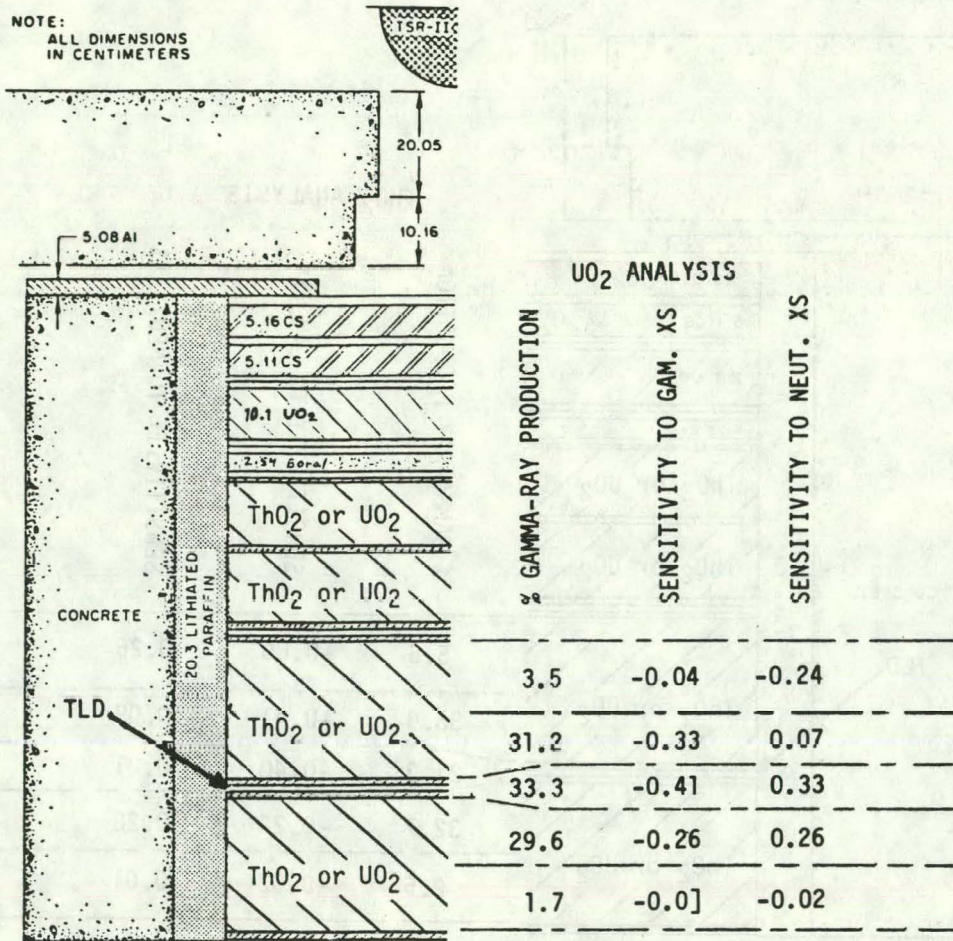 NOTE:
ALL DIMENSIONS
IN CENTIMETERS
TSR-II
20.05
10.16
5.08 Al
UO₂ ANALYSIS
% GAMMA-RAY PRODUCTION
SENSITIVITY TO GAM. XS
SENSITIVITY TO NEUT. XS
5.16 CS
5.11 CS
10.1 UO₂
2.54 Boral
ThO₂ or UO₂
ThO₂ or UO₂
CONCRETE
20.3 LITHIATED
PARAFFIN
TLD
ThO₂ or UO₂
ThO₂ or UO₂
3.5 -0.04 -0.24
31.2 -0.33 0.07
33.3 -0.41 0.33
29.6 -0.26 0.26
1.7 -0.0] -0.02